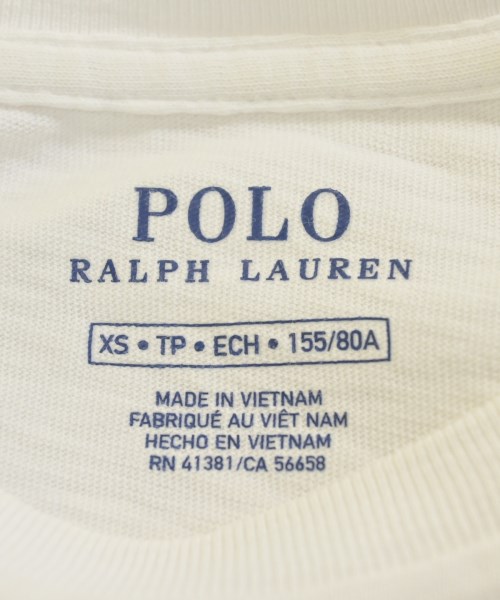 POLO
RALPH LAUREN
XS • TP • ECH • 155/80A
MADE IN VIETNAM
FABRIQUÉ AU VIÊT NAM
HECHO EN VIETNAM
RN 41381/CA 56658